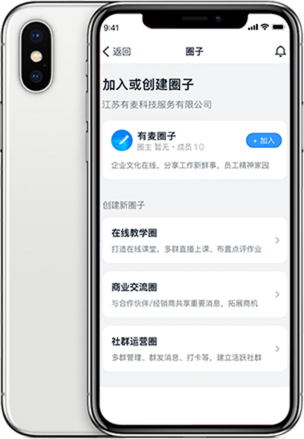 9:41
返回
圈子
加入或创建圈子
江苏有麦科技服务有限公司
有麦圈子
圈主 暂无·成员10
+ 加入
企业文化在线，分享工作新鲜事，员工精神家园
创建新圈子
在线教学圈
打造在线课堂，多群直播上课、布置点评作业
商业交流圈
与合作伙伴/经销商共享重要消息，拓展商机
社群运营圈
多群管理、群发消息、打卡等，建立活跃社群